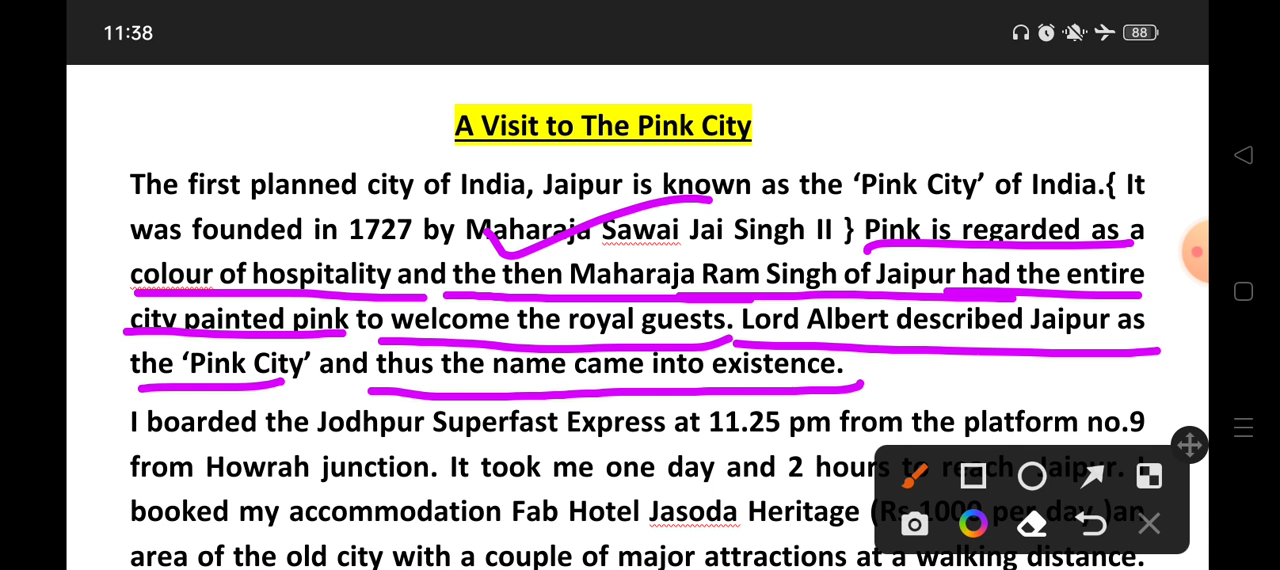 11:38
88
A Visit to The Pink City
The first planned city of India, Jaipur is known as the ‘Pink City’ of India.{ It
was founded in 1727 by Maharaja Sawai Jai Singh II } Pink is regarded as a
colour of hospitality and the then Maharaja Ram Singh of Jaipur had the entire
city painted pink to welcome the royal guests. Lord Albert described Jaipur as
the ‘Pink City’ and thus the name came into existence.
I boarded the Jodhpur Superfast Express at 11.25 pm from the platform no.9
from Howrah junction. It took me one day and 2 hours to reach Jaipur. I
booked my accommodation Fab Hotel Jasoda Heritage (Rs 1000 per day )an
area of the old city with a couple of major attractions at a walking distance.